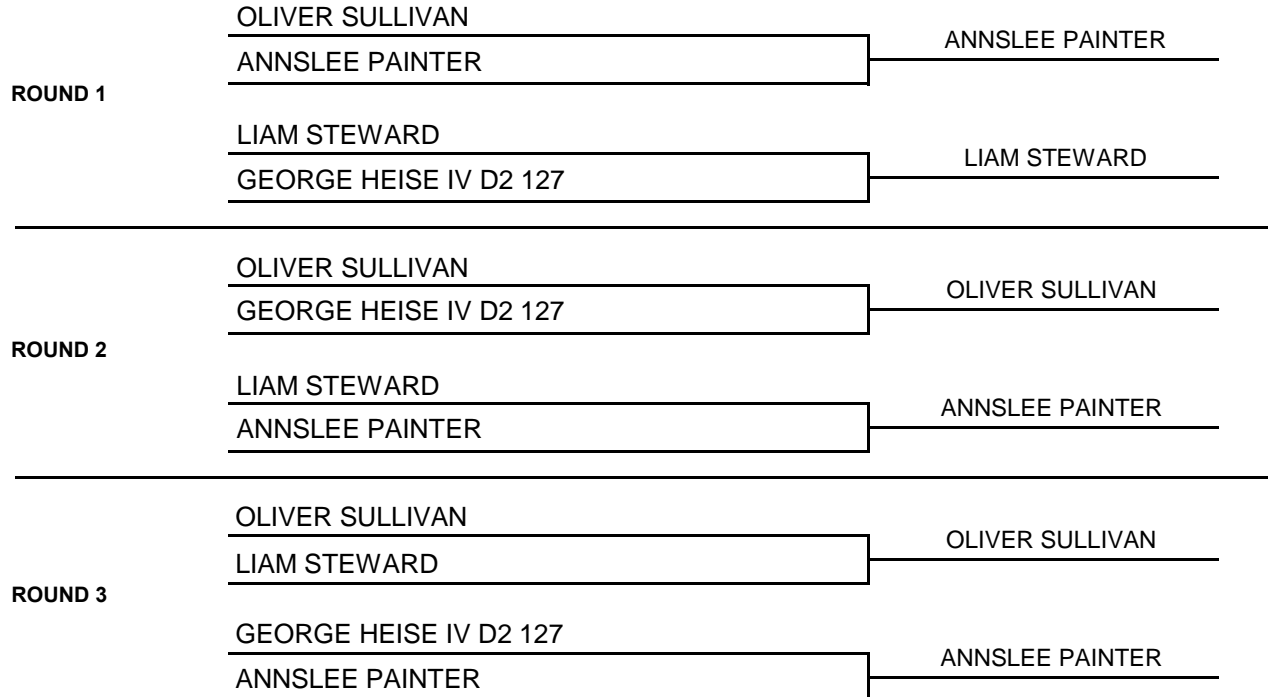 OLIVER SULLIVAN
ANNSLEE PAINTER
ANNSLEE PAINTER
ROUND 1
LIAM STEWARD
LIAM STEWARD
GEORGE HEISE IV D2 127
OLIVER SULLIVAN
OLIVER SULLIVAN
GEORGE HEISE IV D2 127
ROUND 2
LIAM STEWARD
ANNSLEE PAINTER
ANNSLEE PAINTER
OLIVER SULLIVAN
OLIVER SULLIVAN
LIAM STEWARD
ROUND 3
GEORGE HEISE IV D2 127
ANNSLEE PAINTER
ANNSLEE PAINTER